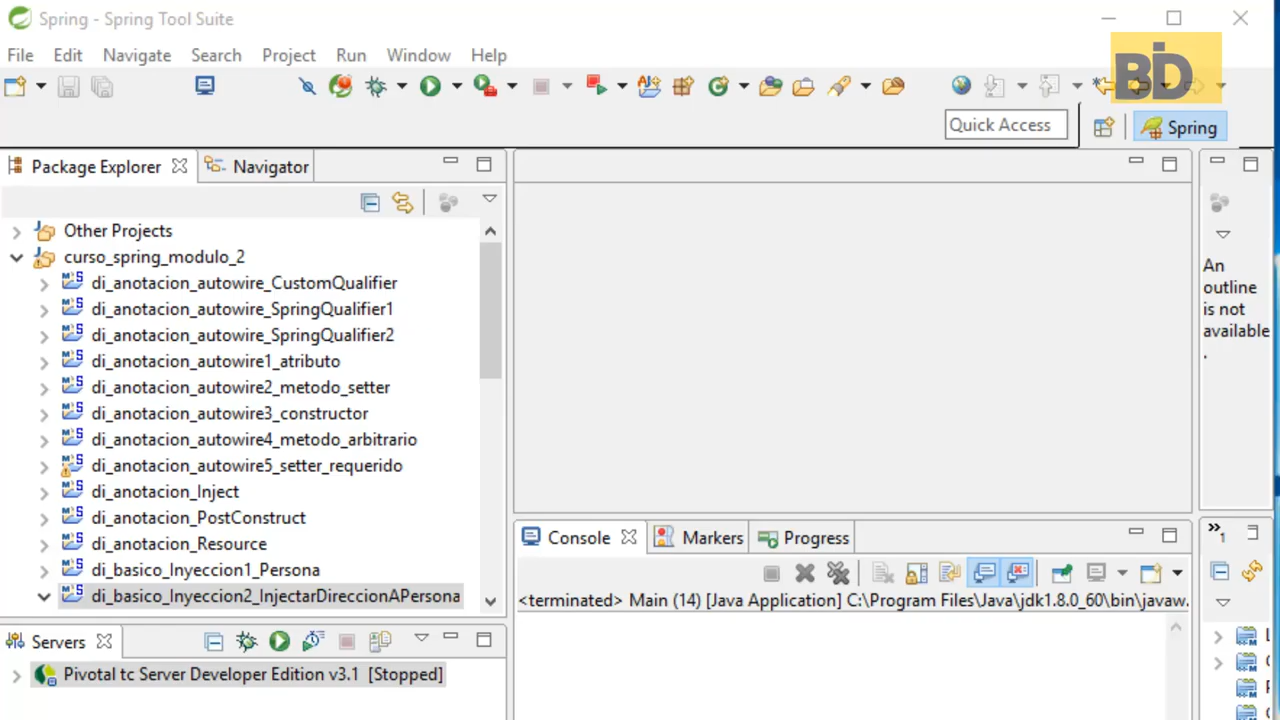 Spring - Spring Tool Suite
File Edit Navigate Search Project Run Window Help
BD
Quick Access
Spring
Package Explorer
Navigator
Other Projects
curso_spring_modulo_2
di_anotacion_autowire_CustomQualifier
di_anotacion_autowire_SpringQualifier1
di_anotacion_autowire_SpringQualifier2
di_anotacion_autowire1_atributo
di_anotacion_autowire2_metodo_setter
di_anotacion_autowire3_constructor
di_anotacion_autowire4_metodo_arbitrario
di_anotacion_autowire5_setter_requerido
di_anotacion_Inject
di_anotacion_PostConstruct
di_anotacion_Resource
di_basico_Inyeccion1_Persona
di_basico_Inyeccion2_InjectarDireccionAPersona
An
outline
is not
available
.
Console
Markers
Progress
<terminated> Main (14) [Java Application] C:\Program Files\Java\jdk1.8.0_60\bin\javaw.
Servers
Pivotal tc Server Developer Edition v3.1 [Stopped]